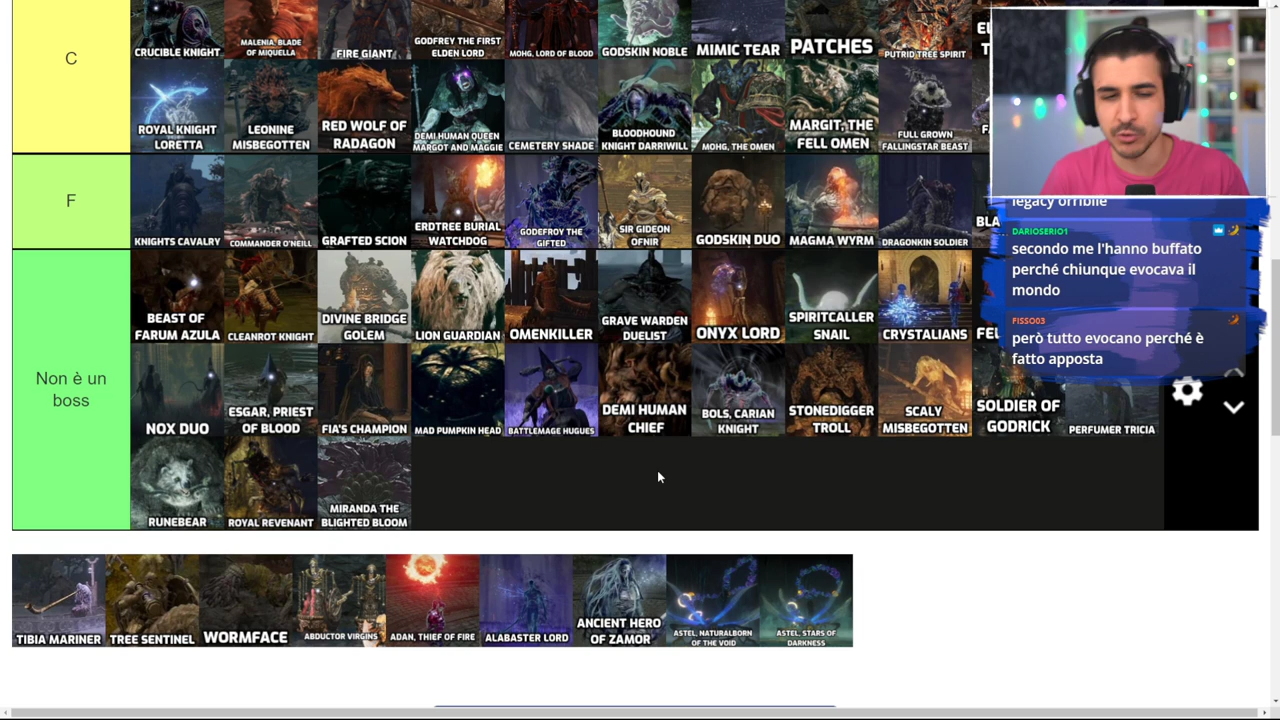 C
CRUCIBLE KNIGHT
MALENIA, BLADE
OF MIQUELLA
FIRE GIANT
GODFREY THE FIRST
ELDEN LORD
MOHG, LORD OF BLOOD
GODSKIN NOBLE
MIMIC TEAR
PATCHES
PUTRID TREE SPIRIT
ROYAL KNIGHT
LORETTA
LEONINE
MISBEGOTTEN
RED WOLF OF
RADAGON
DEMI HUMAN QUEEN
MARGOT AND MAGGIE
CEMETERY SHADE
BLOODHOUND
KNIGHT DARRIWILL
MOHG, THE OMEN
MARGIT, THE
FELL OMEN
FULL GROWN
FALLINGSTAR BEAST
F
KNIGHTS CAVALRY
COMMANDER O'NEILL
GRAFTED SCION
ERDTREE BURIAL
WATCHDOG
GODEFROY THE
GIFTED
SIR GIDEON
OFNIR
GODSKIN DUO
MAGMA WYRM
DRAGONKIN SOLDIER
BLA
Non è un
boss
BEAST OF
FARUM AZULA
CLEANROT KNIGHT
DIVINE BRIDGE
GOLEM
LION GUARDIAN
OMENKILLER
GRAVE WARDEN
DUELIST
ONYX LORD
SPIRITCALLER
SNAIL
CRYSTALIANS
FEL
NOX DUO
ESGAR, PRIEST
OF BLOOD
FIA'S CHAMPION
MAD PUMPKIN HEAD
BATTLEMAGE HUGUES
DEMI HUMAN
CHIEF
BOLS, CARIAN
KNIGHT
STONEDIGGER
TROLL
SCALY
MISBEGOTTEN
SOLDIER OF
GODRICK
PERFUMER TRICIA
RUNEBEAR
ROYAL REVENANT
MIRANDA THE
BLIGHTED BLOOM
TIBIA MARINER
TREE SENTINEL
WORMFACE
ABDUCTOR VIRGINS
ADAN, THIEF OF FIRE
ALABASTER LORD
ANCIENT HERO
OF ZAMOR
ASTEL, NATURALBORN
OF THE VOID
ASTEL, STARS OF
DARKNESS
legacy orribile
DARIOSERIO1
secondo me l'hanno buffato
perché chiunque evocava il
mondo
FISSO03
però tutto evocano perché è
fatto apposta